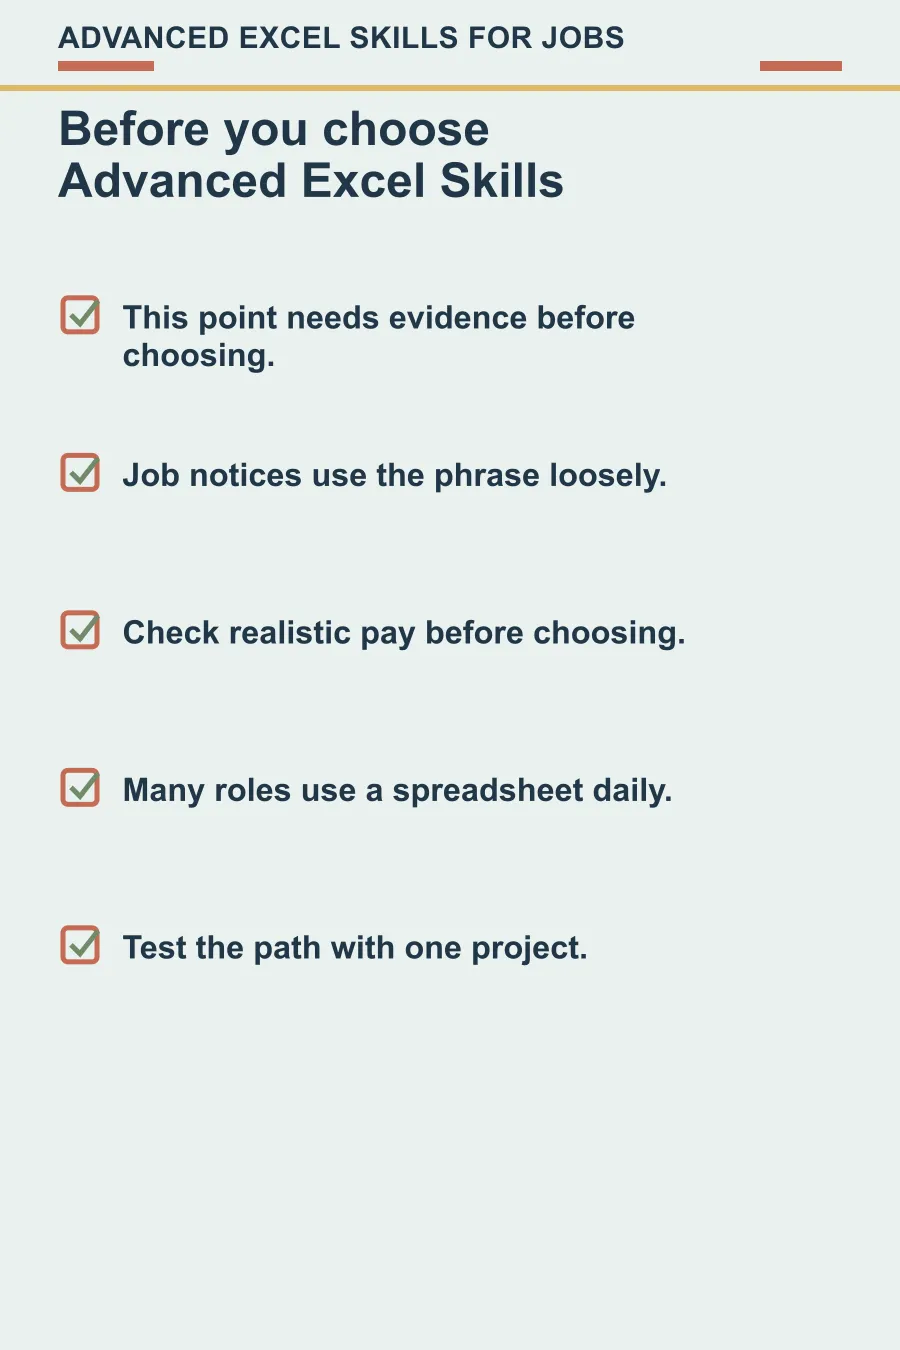 ADVANCED EXCEL SKILLS FOR JOBS
Before you choose
Advanced Excel Skills
This point needs evidence before
choosing.
Job notices use the phrase loosely.
Check realistic pay before choosing.
Many roles use a spreadsheet daily.
Test the path with one project.